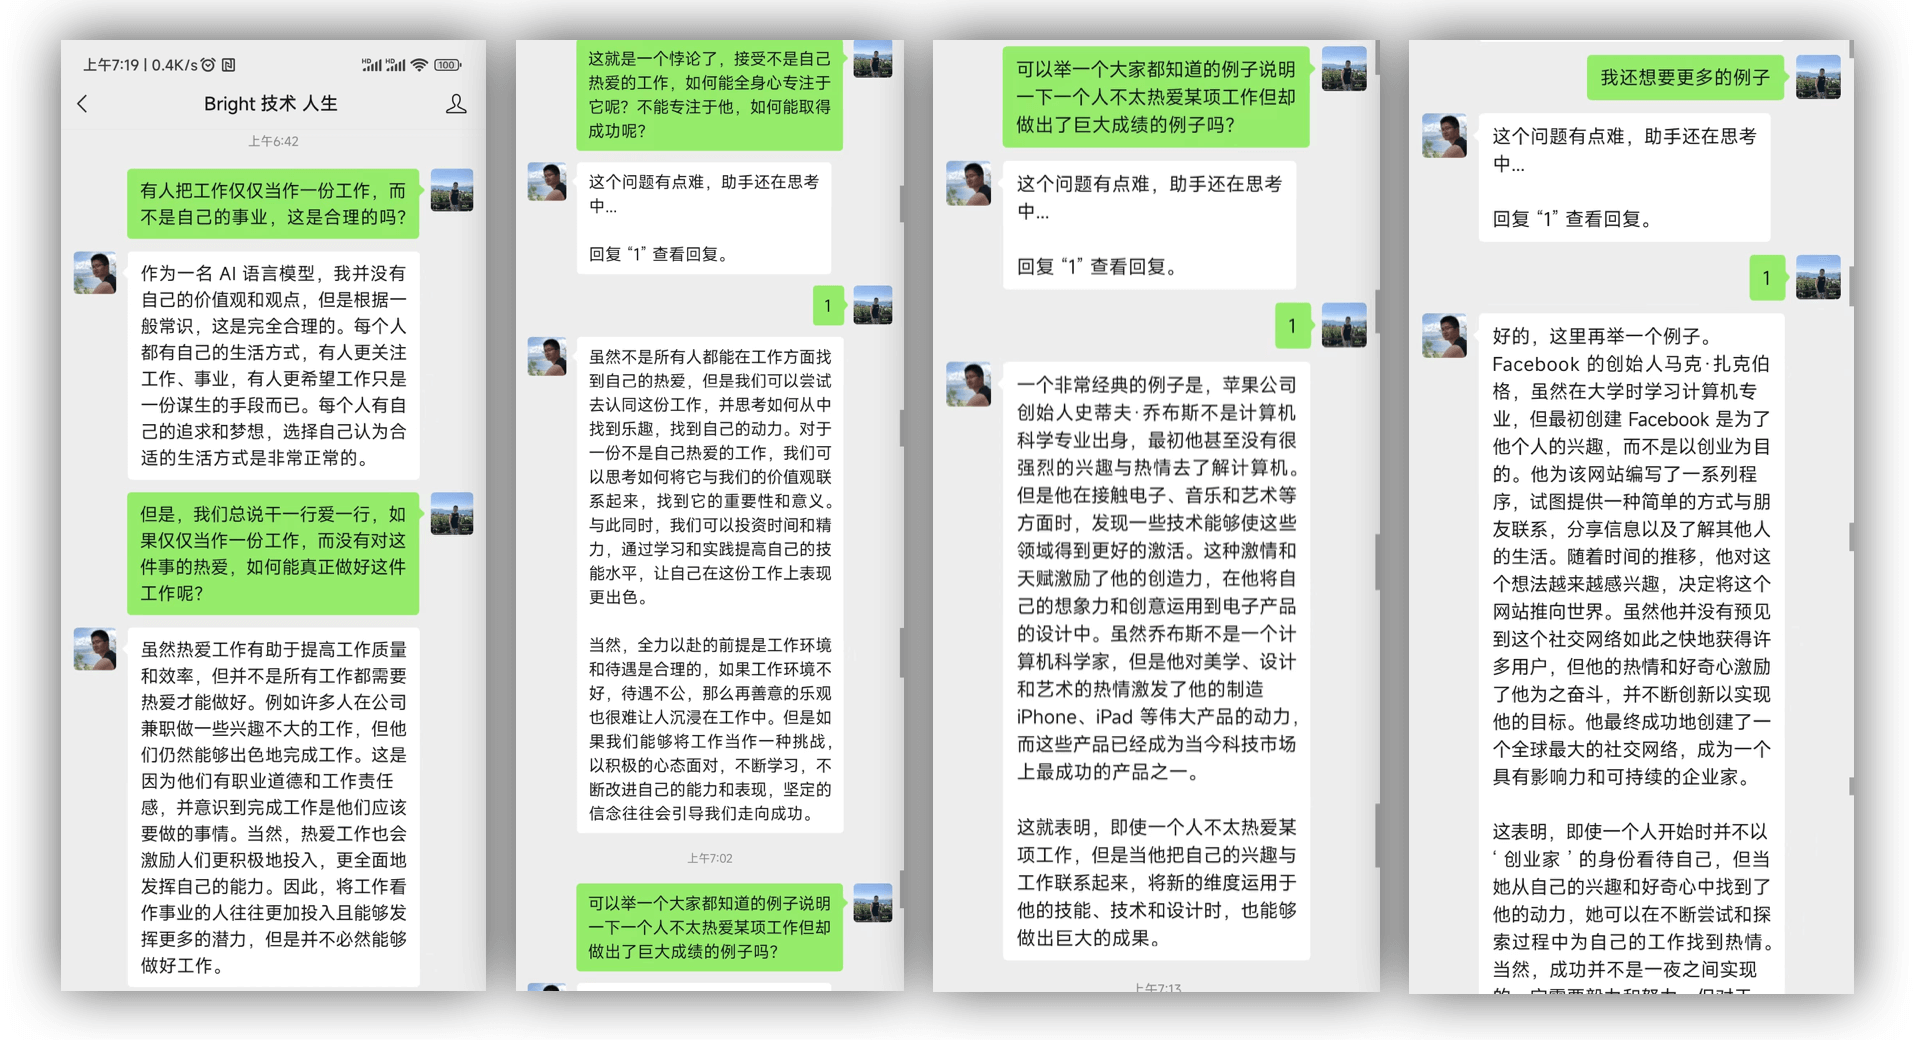 上午7:19 | 0.4K/s
HD HD 100
Bright 技术 人生
上午6:42
有人把工作仅仅当作一份工作，而
不是自己的事业，这是合理的吗？
作为一名 AI 语言模型，我并没有
自己的价值观和观点，但是根据一
般常识，这是完全合理的。每个人
都有自己的生活方式，有人更关注
工作、事业，有人更希望工作只是
一份谋生的手段而已。每个人有自
己的追求和梦想，选择自己认为合
适的生活方式是非常正常的。
但是，我们总说干一行爱一行，如
果仅仅当作一份工作，而没有对这
件事的热爱，如何能真正做好这件
工作呢？
虽然热爱工作有助于提高工作质量
和效率，但并不是所有工作都需要
热爱才能做好。例如许多人在公司
兼职做一些兴趣不大的工作，但他
们仍然能够出色地完成工作。这是
因为他们有职业道德和工作责任
感，并意识到完成工作是他们应该
要做的事情。当然，热爱工作也会
激励人们更积极地投入，更全面地
发挥自己的能力。因此，将工作看
作事业的人往往更加投入且能够发
挥更多的潜力，但是并不必然能够
做好工作。
这就是一个悖论了，接受不是自己
热爱的工作，如何能全身心专注于
它呢？不能专注于他，如何能取得
成功呢？
这个问题有点难，助手还在思考
中...
回复 “1” 查看回复。
1
虽然不是所有人都能在工作方面找
到自己的热爱，但是我们可以尝试
去认同这份工作，并思考如何从中
找到乐趣，找到自己的动力。对于
一份不是自己热爱的工作，我们可
以思考如何将它与我们的价值观联
系起来，找到它的重要性和意义。
与此同时，我们可以投资时间和精
力，通过学习和实践提高自己的技
能水平，让自己在这份工作上表现
更出色。
当然，全力以赴的前提是工作环境
和待遇是合理的，如果工作环境不
好，待遇不公，那么再善意的乐观
也很难让人沉浸在工作中。但是如
果我们能够将工作当作一种挑战，
以积极的心态面对，不断学习，不
断改进自己的能力和表现，坚定的
信念往往会引导我们走向成功。
上午7:02
可以举一个大家都知道的例子说明
一下一个人不太热爱某项工作但却
做出了巨大成绩的例子吗？
可以举一个大家都知道的例子说明
一下一个人不太热爱某项工作但却
做出了巨大成绩的例子吗？
这个问题有点难，助手还在思考
中...
回复 “1” 查看回复。
1
一个非常经典的例子是，苹果公司
创始人史蒂夫·乔布斯不是计算机
科学专业出身，最初他甚至没有很
强烈的兴趣与热情去了解计算机。
但是他在接触电子、音乐和艺术等
方面时，发现一些技术能够使这些
领域得到更好的激活。这种激情和
天赋激励了他的创造力，在他将自
己的想象力和创意运用到电子产品
的设计中。虽然乔布斯不是一个计
算机科学家，但是他对美学、设计
和艺术的热情激发了他的制造
iPhone、iPad 等伟大产品的动力，
而这些产品已经成为当今科技市场
上最成功的产品之一。
这就表明，即使一个人不太热爱某
项工作，但是当他把自己的兴趣与
工作联系起来，将新的维度运用于
他的技能、技术和设计时，也能够
做出巨大的成果。
上午7:13
我还想要更多的例子
这个问题有点难，助手还在思考
中...
回复 “1” 查看回复。
1
好的，这里再举一个例子。
Facebook 的创始人马克·扎克伯
格，虽然在大学时学习计算机专
业，但最初创建 Facebook 是为了
他个人的兴趣，而不是以创业为目
的。他为该网站编写了一系列程
序，试图提供一种简单的方式与朋
友联系，分享信息以及了解其他人
的生活。随着时间的推移，他对这
个想法越来越感兴趣，决定将这个
网站推向世界。虽然他并没有预见
到这个社交网络如此之快地获得许
多用户，但他的热情和好奇心激励
了他为之奋斗，并不断创新以实现
他的目标。他最终成功地创建了一
个全球最大的社交网络，成为一个
具有影响力和可持续的企业家。
这表明，即使一个人开始时并不以
‘ 创业家 ’ 的身份看待自己，但当
她从自己的兴趣和好奇心中找到了
他的动力，她可以在不断尝试和探
索过程中为自己的工作找到热情。
当然，成功并不是一夜之间实现